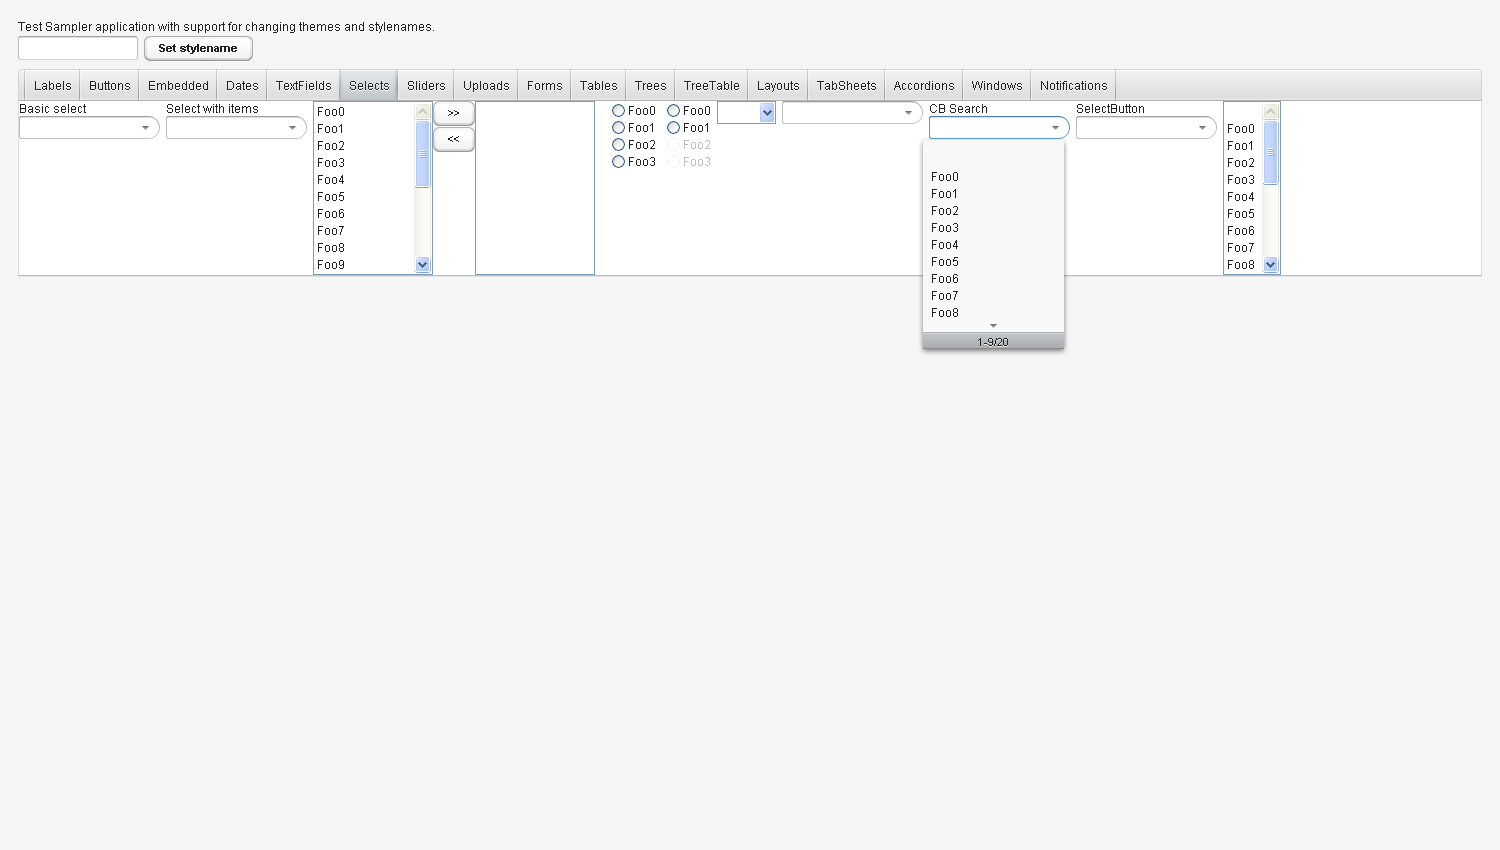 Test Sampler application with support for changing themes and stylenames.
Set stylename
Labels Buttons Embedded Dates TextFields Selects Sliders Uploads Forms Tables Trees TreeTable Layouts TabSheets Accordions Windows Notifications
Basic select
Select with items
Foo0
Foo1
Foo2
Foo3
Foo4
Foo5
Foo6
Foo7
Foo8
Foo9
>>
<<
Foo0
Foo1
Foo2
Foo3
Foo0
Foo1
Foo2
Foo3
CB Search
Foo0
Foo1
Foo2
Foo3
Foo4
Foo5
Foo6
Foo7
Foo8
1-9/20
SelectButton
Foo0
Foo1
Foo2
Foo3
Foo4
Foo5
Foo6
Foo7
Foo8